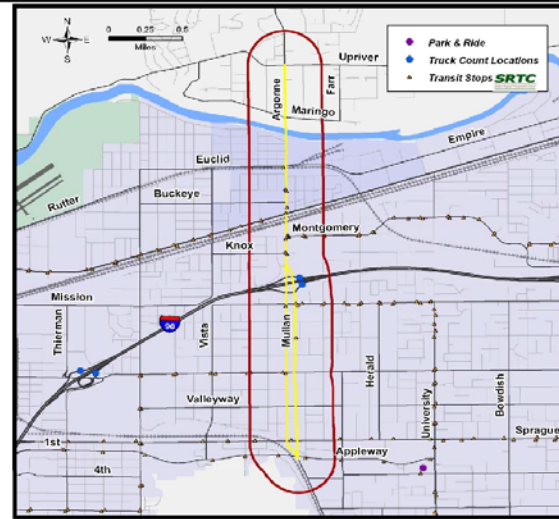 N
W E
S
0 0.25 0.5
Miles
Park & Ride
Truck Count Locations
Transit Stops SRTC
Upriver
Argonne
Farr
Maringo
Empire
Euclid
Buckeye
Rutter
Montgomery
Knox
Mission
90
Thierman
Vista
Mullan
Herald
University
Bowdish
Valleyway
Sprague
1st
Appleway
4th